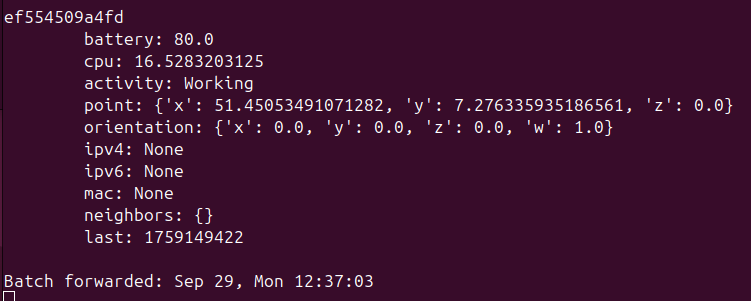 ef554509a4fd
battery: 80.0
cpu: 16.5283203125
activity: Working
point: {'x': 51.45053491071282, 'y': 7.276335935186561, 'z': 0.0}
orientation: {'x': 0.0, 'y': 0.0, 'z': 0.0, 'w': 1.0}
ipv4: None
ipv6: None
mac: None
neighbors: {}
last: 1759149422
Batch forwarded: Sep 29, Mon 12:37:03